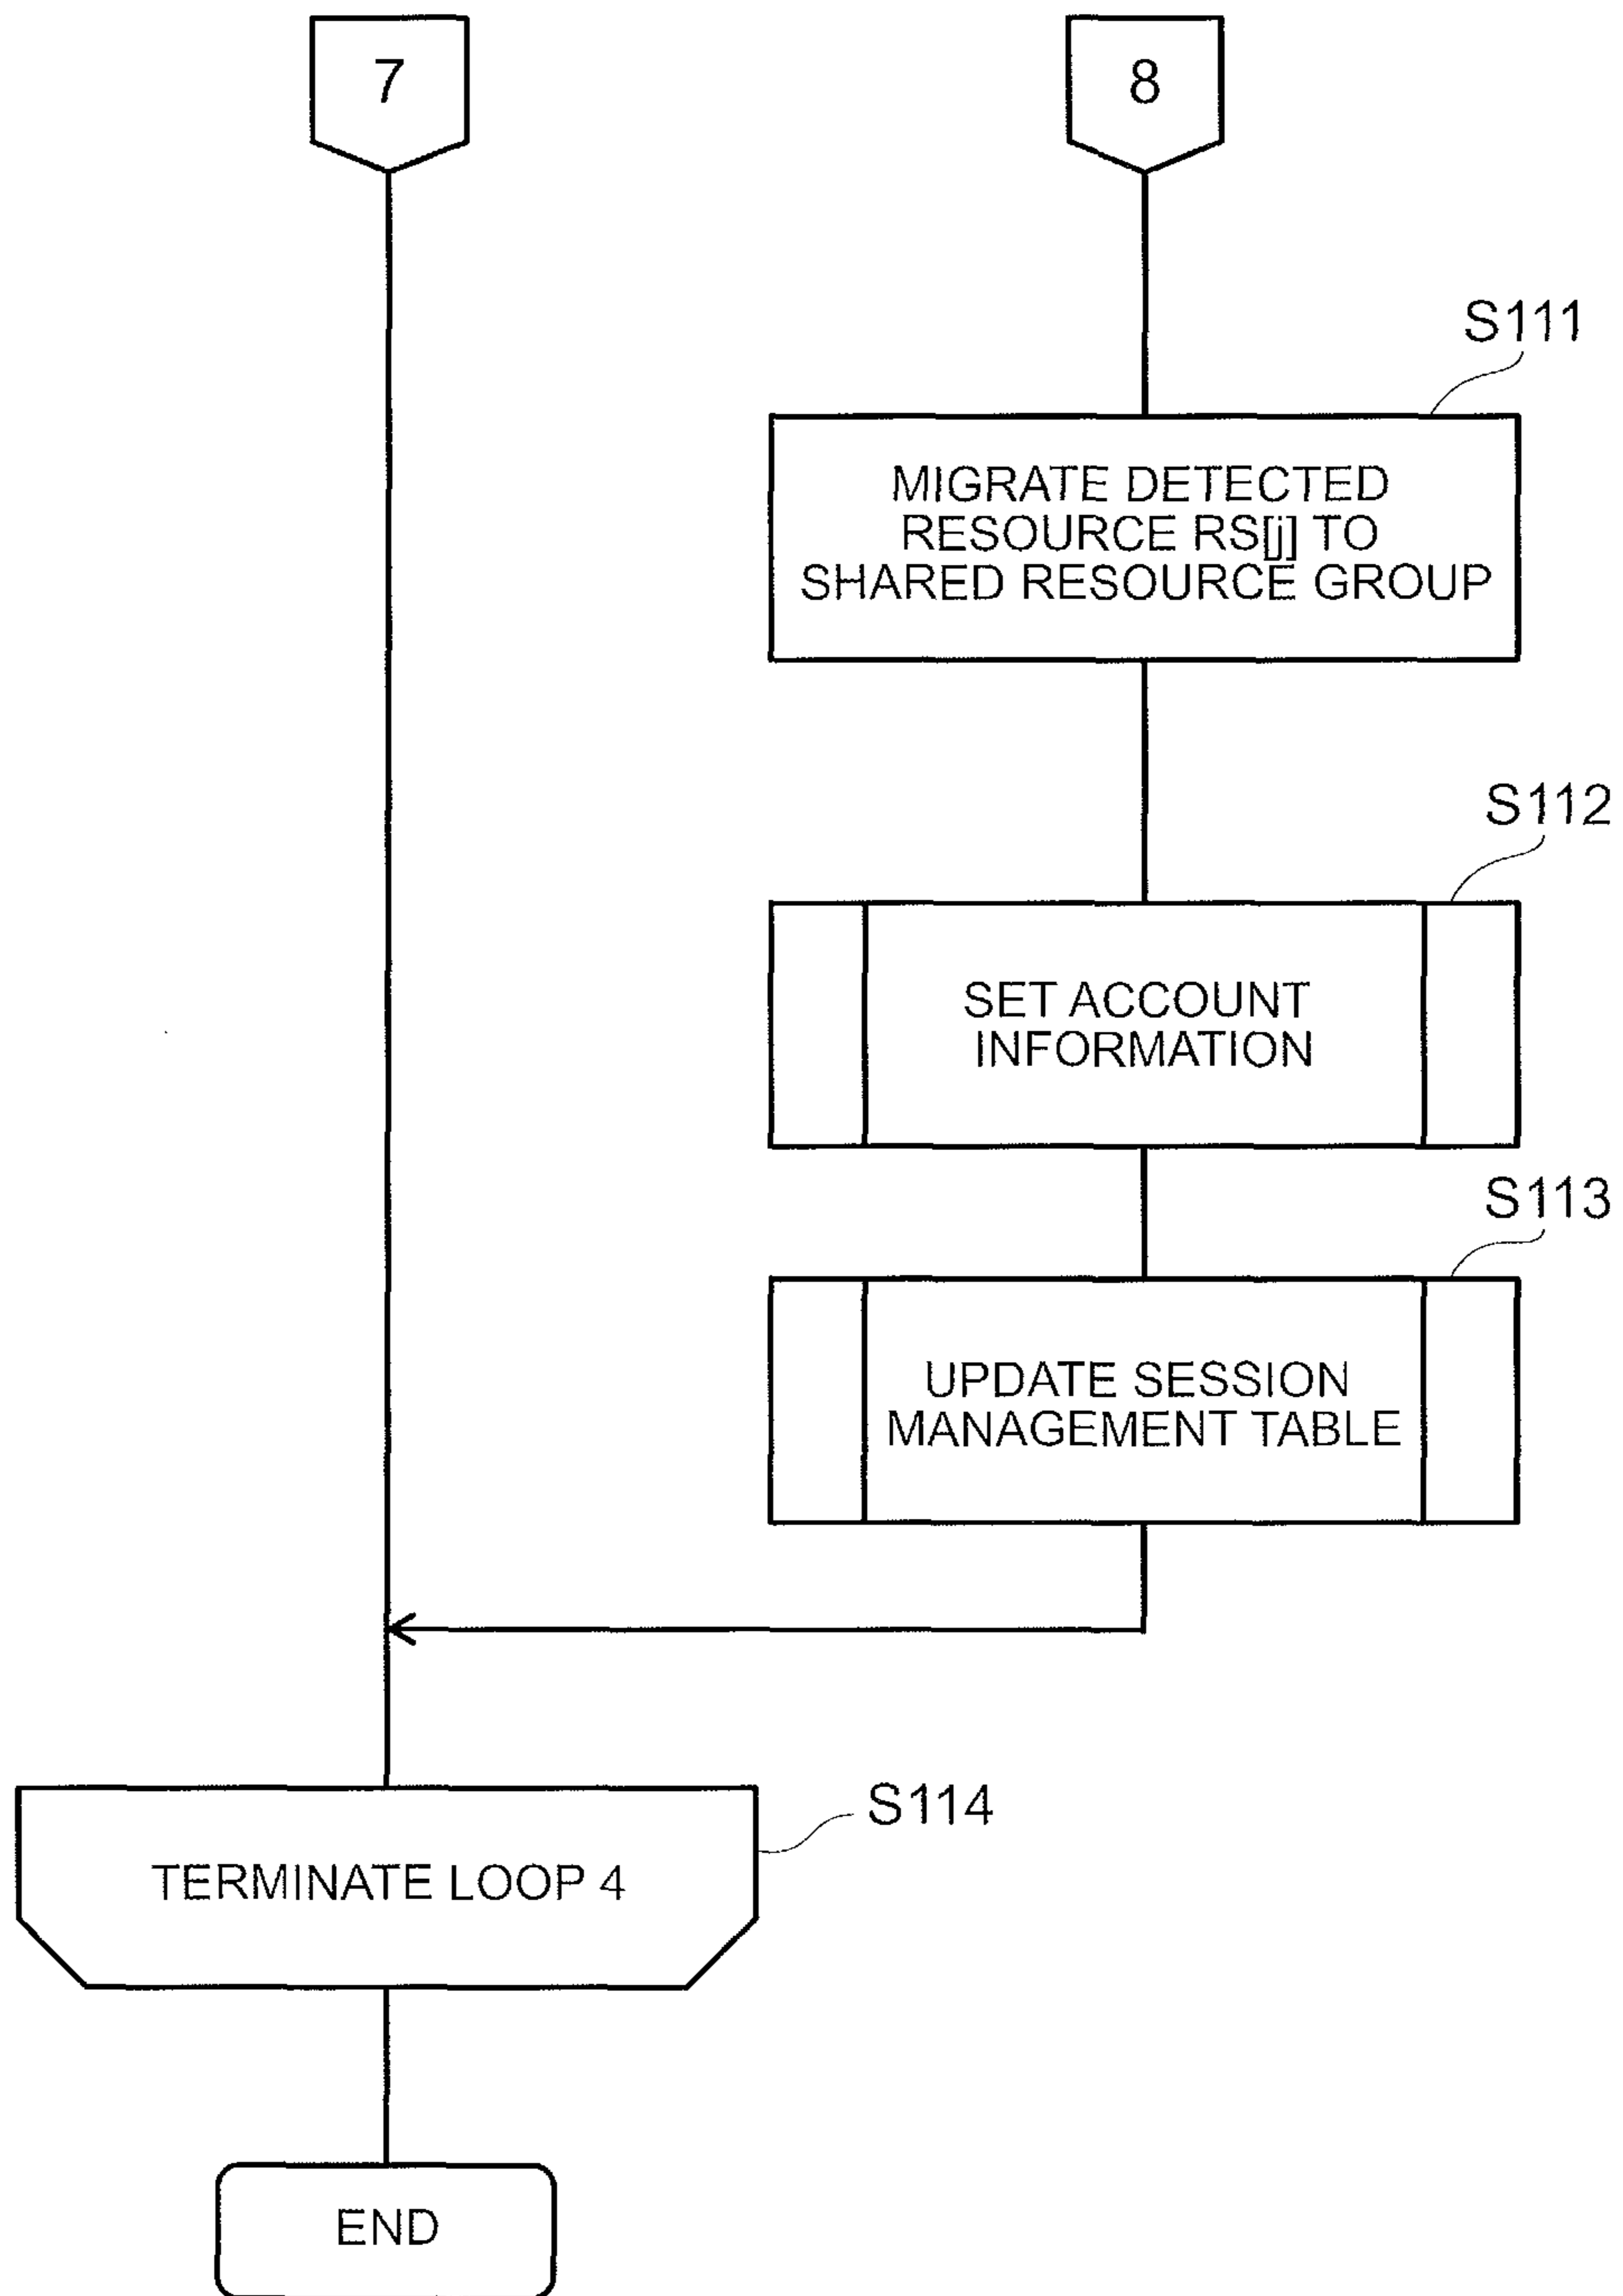 7
8
S111
MIGRATE DETECTED
RESOURCE RS[j] TO
SHARED RESOURCE GROUP
S112
SET ACCOUNT
INFORMATION
S113
UPDATE SESSION
MANAGEMENT TABLE
S114
TERMINATE LOOP 4
END